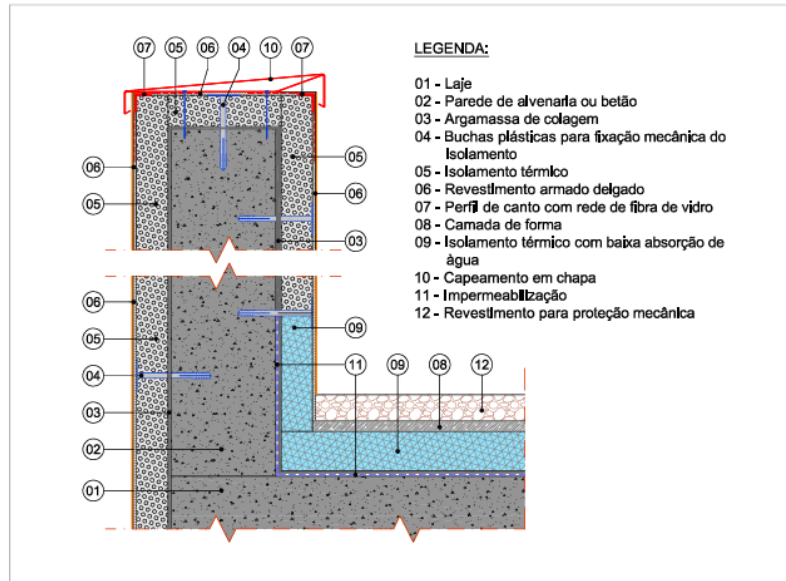 07 05 06 04 10 07
LEGENDA:
01 - Laje
02 - Parede de alvenaria ou betão
03 - Argamassa de colagem
04 - Buchas plásticas para fixação mecânica do
isolamento
05 - Isolamento térmico
06 - Revestimento armado delgado
07 - Perfil de canto com rede de fibra de vidro
08 - Camada de forma
09 - Isolamento térmico com baixa absorção de
àgua
10 - Capeamento em chapa
11 - Impermeabilização
12 - Revestimento para proteção mecânica
05
06
06
05
03
06
09
05
11 08 12
04
03
02
09
01
11